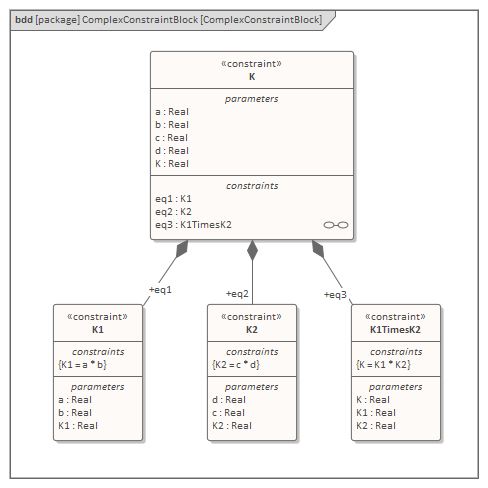 bdd [package] ComplexConstraintBlock [ComplexConstraintBlock]
«constraint»
K
parameters
a : Real
b : Real
c : Real
d : Real
K : Real
constraints
eq1 : K1
eq2 : K2
eq3 : K1TimesK2
+eq1
+eq2
+eq3
«constraint»
K1
constraints
{K1 = a * b}
parameters
a : Real
b : Real
K1 : Real
«constraint»
K2
constraints
{K2 = c * d}
parameters
d : Real
c : Real
K2 : Real
«constraint»
K1TimesK2
constraints
{K = K1 * K2}
parameters
K : Real
K1 : Real
K2 : Real